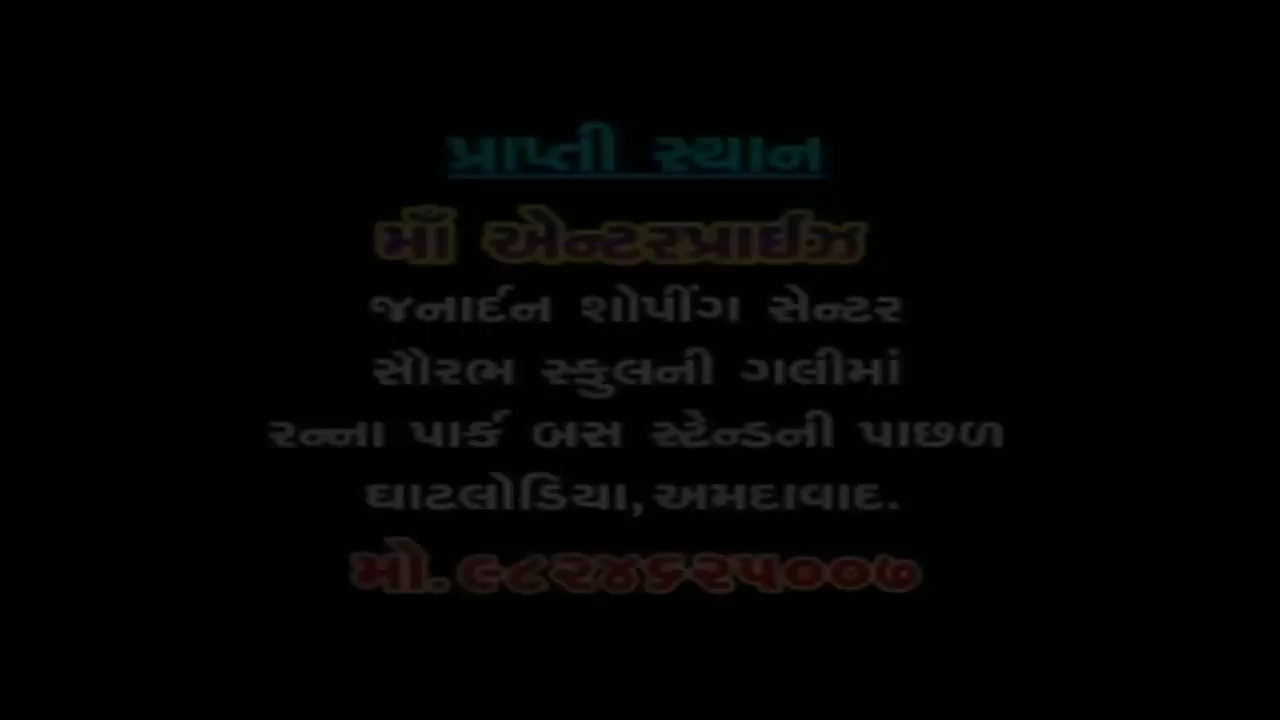 પ્રાપ્તી સ્થાન
માઁ એન્ટરપ્રાઈઝ
જનાર્દન શોપીંગ સેન્ટર
સૌરભ સ્કુલની ગલીમાં
રન્ના પાર્ક બસ સ્ટેન્ડની પાછળ
ઘાટલોડિયા,અમદાવાદ.
મો.૯૮૨૪૬૨૫૦૦૭